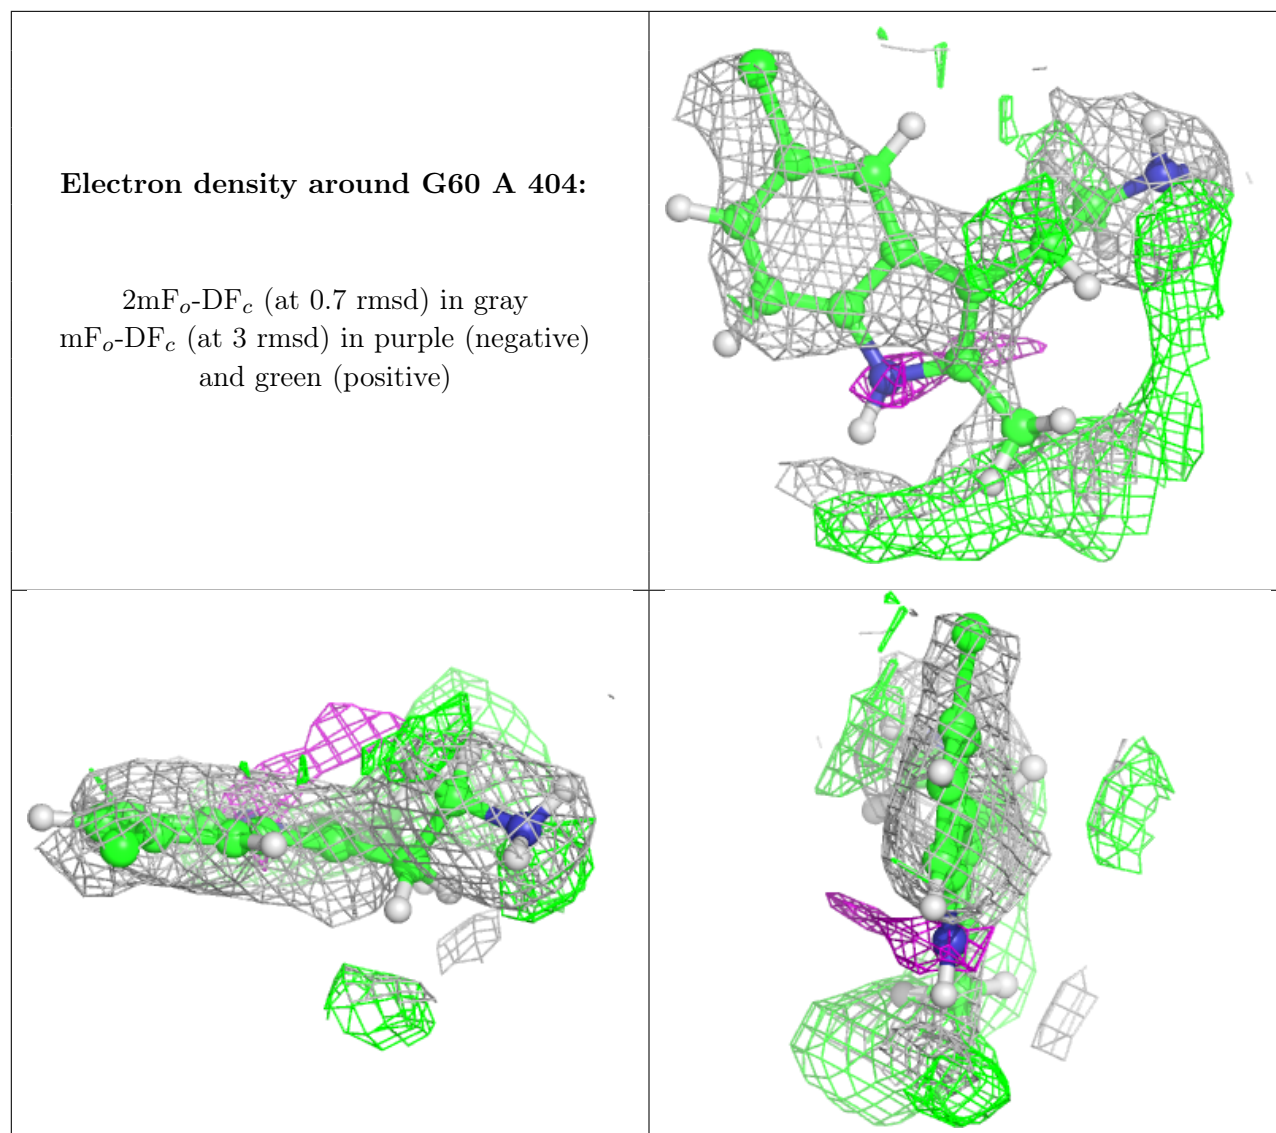 Electron density around G60 A 404:
2mFo-DFc (at 0.7 rmsd) in gray
mFo-DFc (at 3 rmsd) in purple (negative)
and green (positive)